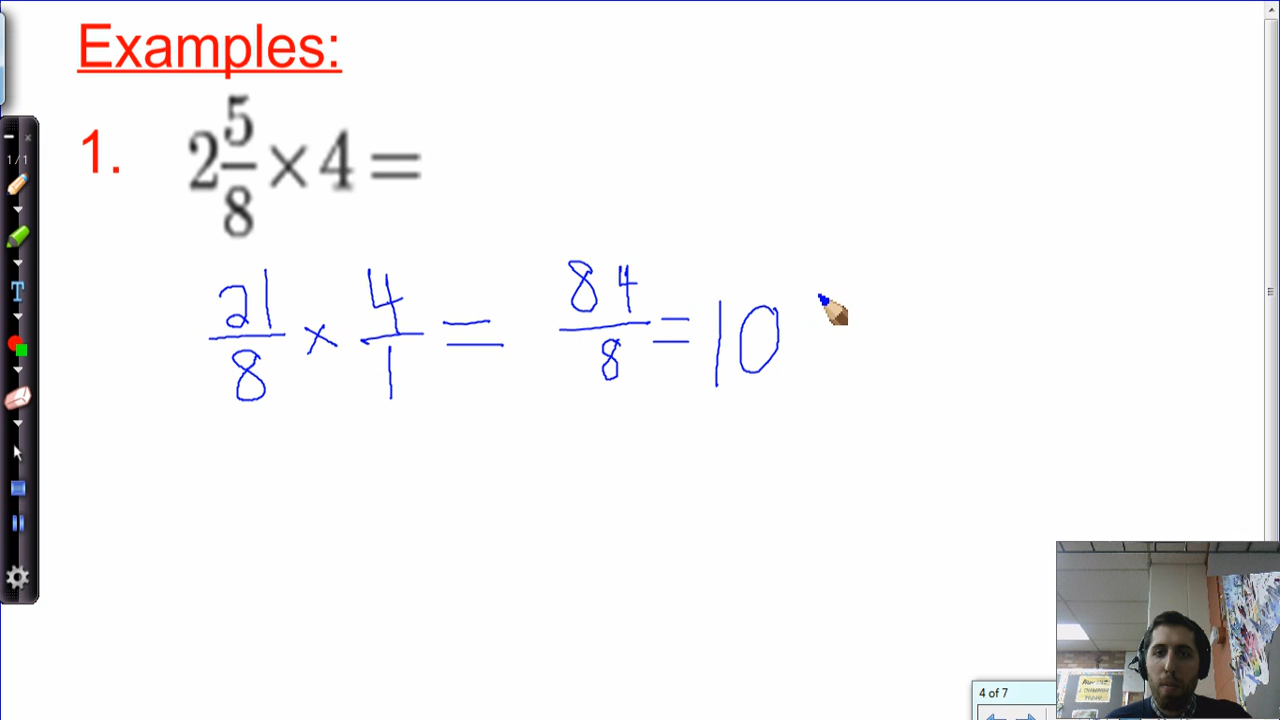 Examples:
1. 2 5/8 × 4 =
21/8 × 4/1 = 84/8 = 10
1/1
T
4 of 7